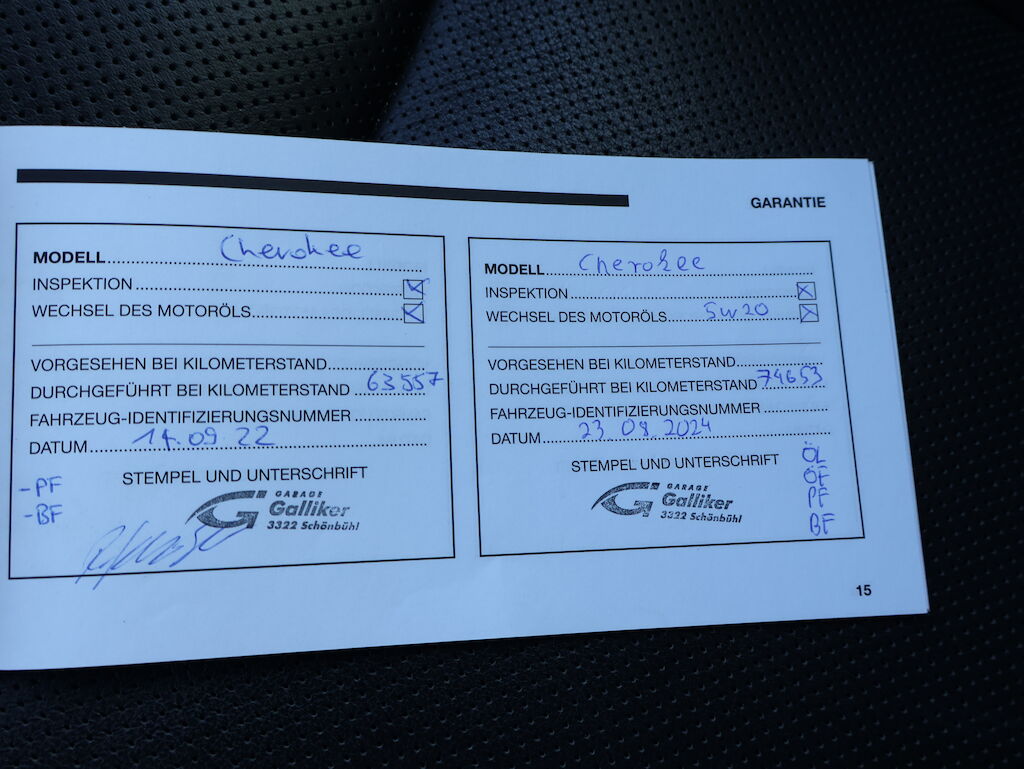 GARANTIE
MODELL Cherokee
INSPEKTION X
WECHSEL DES MOTORÖLS X
VORGESEHEN BEI KILOMETERSTAND
DURCHGEFÜHRT BEI KILOMETERSTAND 63557
FAHRZEUG-IDENTIFIZIERUNGSNUMMER
DATUM 14.09 22
STEMPEL UND UNTERSCHRIFT
-PF
-BF
GARAGE
Galliker
3322 Schönbühl
MODELL Cherokee
INSPEKTION X
WECHSEL DES MOTORÖLS 5W20 X
VORGESEHEN BEI KILOMETERSTAND
DURCHGEFÜHRT BEI KILOMETERSTAND 74653
FAHRZEUG-IDENTIFIZIERUNGSNUMMER
DATUM 23.08.2024
STEMPEL UND UNTERSCHRIFT
GARAGE
Galliker
3322 Schönbühl
ÖL
ÖF
PF
BF
15